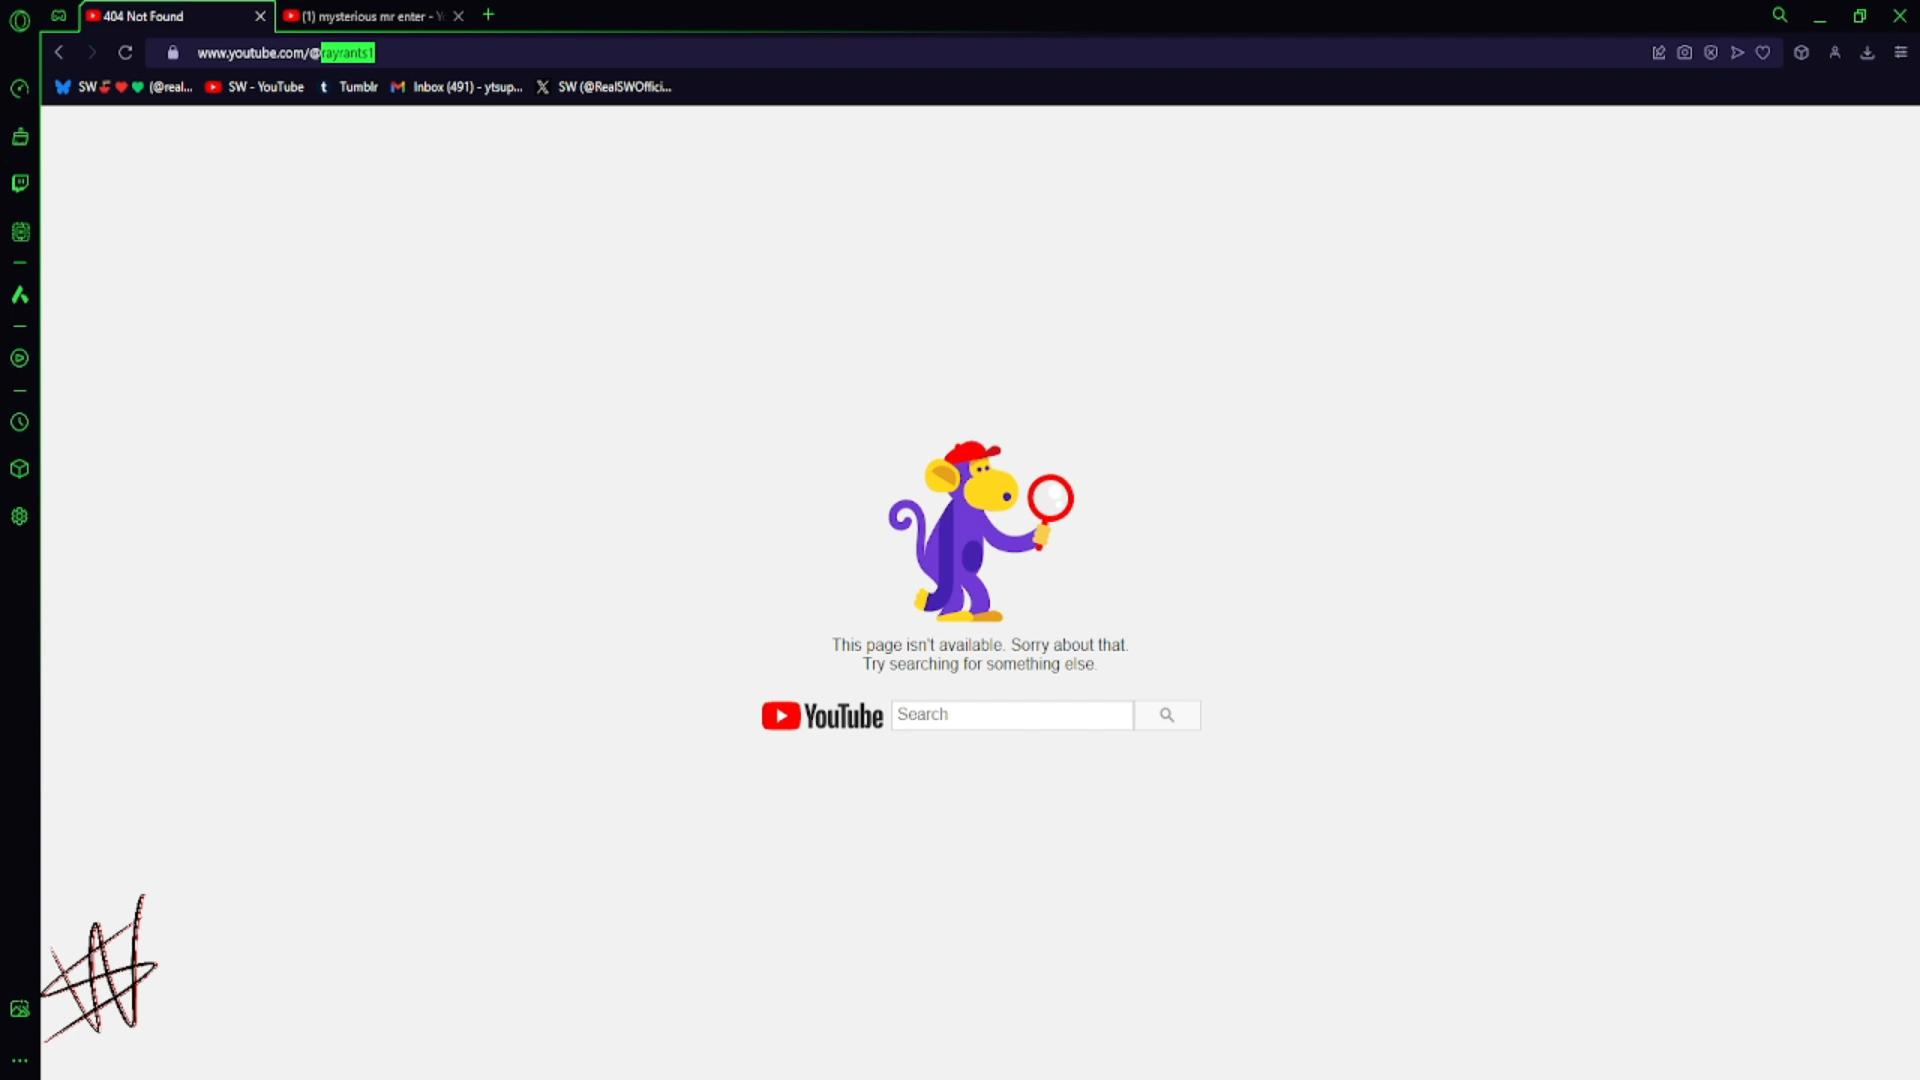 404 Not Found
(1) mysterious mr enter - Y
www.youtube.com/@rayrants1
SW (@real...
SW - YouTube
Tumblr
Inbox (491) - ytsup...
SW (@RealSWOffici...
This page isn't available. Sorry about that.
Try searching for something else.
YouTube
Search